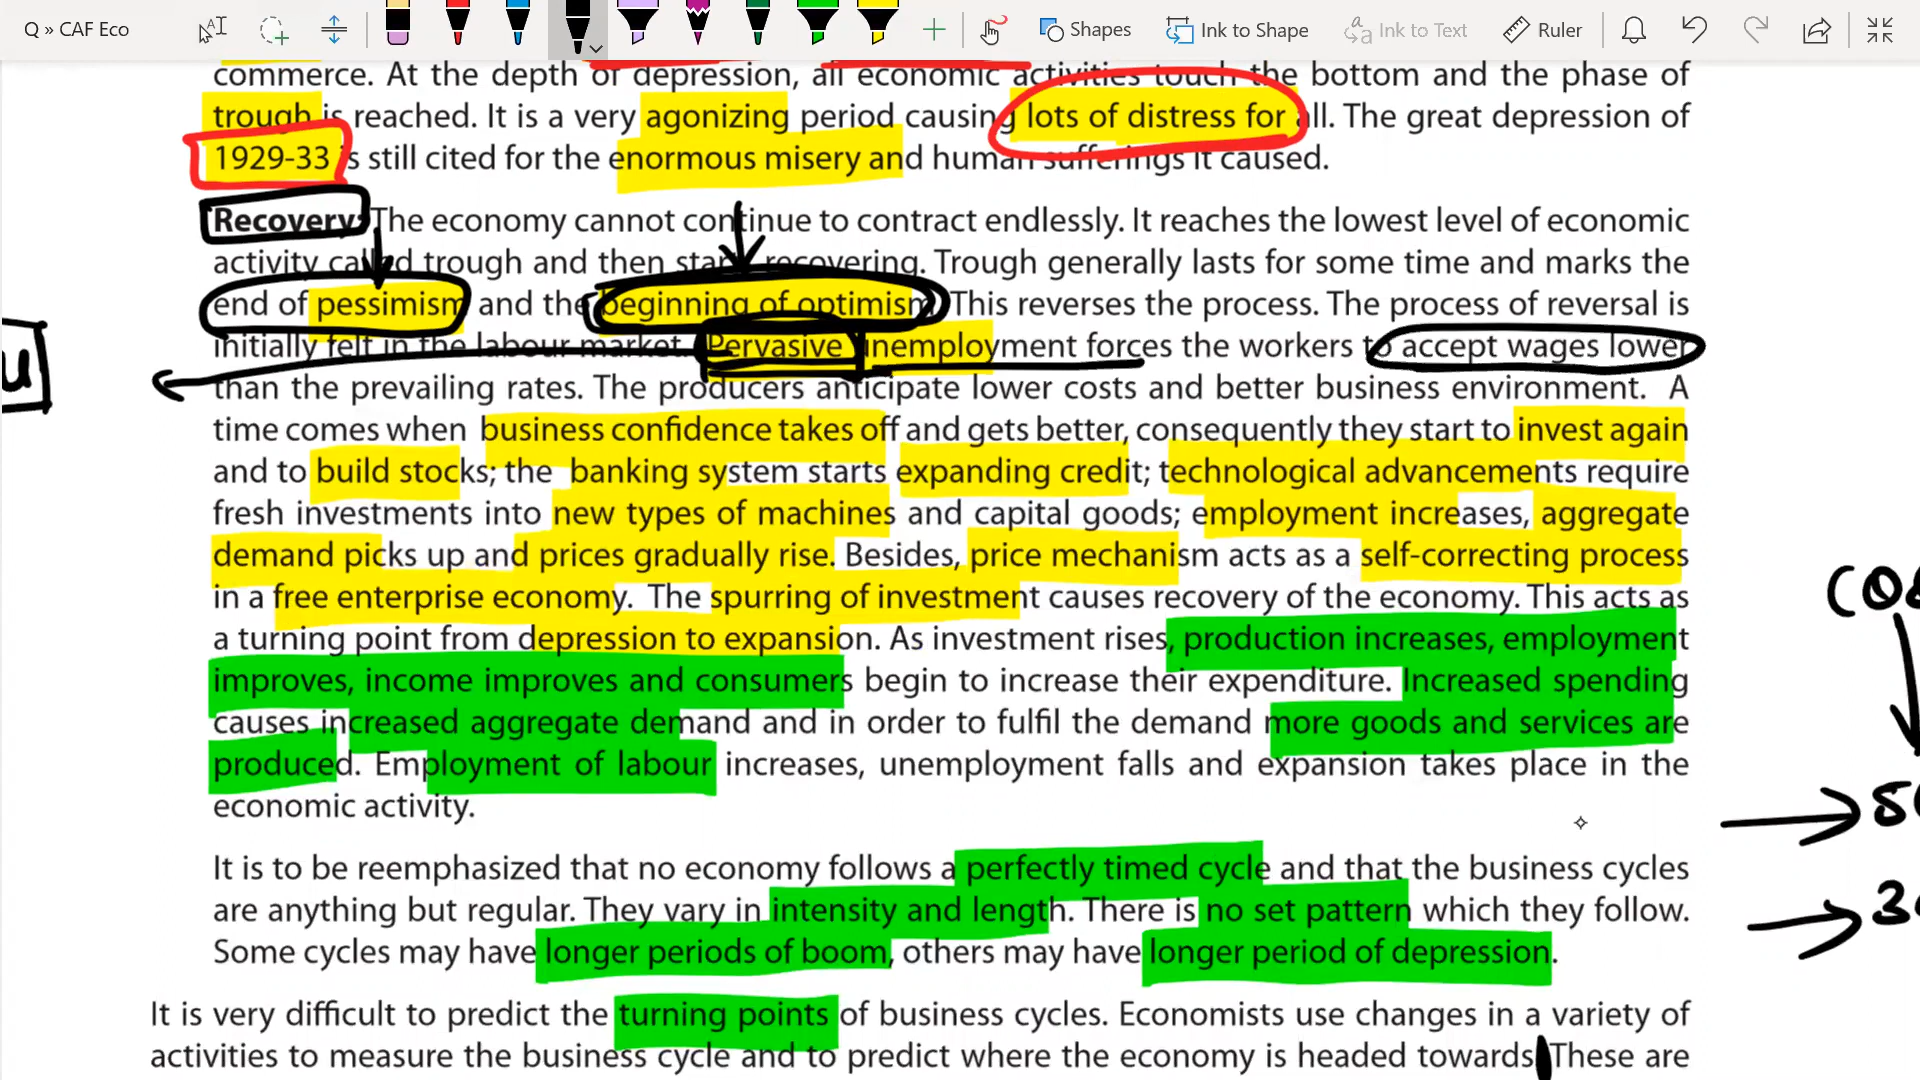 Q » CAF Eco
Shapes
Ink to Shape
Ink to Text
Ruler
commerce. At the depth of depression, all economic activities touch the bottom and the phase of
trough is reached. It is a very agonizing period causing lots of distress for all. The great depression of
1929-33 is still cited for the enormous misery and human sufferings it caused.
Recovery: The economy cannot continue to contract endlessly. It reaches the lowest level of economic
activity called trough and then starts recovering. Trough generally lasts for some time and marks the
end of pessimism and the beginning of optimism. This reverses the process. The process of reversal is
initially felt in the labour market. Pervasive unemployment forces the workers to accept wages lower
than the prevailing rates. The producers anticipate lower costs and better business environment. A
time comes when business confidence takes off and gets better, consequently they start to invest again
and to build stocks; the banking system starts expanding credit; technological advancements require
fresh investments into new types of machines and capital goods; employment increases, aggregate
demand picks up and prices gradually rise. Besides, price mechanism acts as a self-correcting process
in a free enterprise economy. The spurring of investment causes recovery of the economy. This acts as
a turning point from depression to expansion. As investment rises, production increases, employment
improves, income improves and consumers begin to increase their expenditure. Increased spending
causes increased aggregate demand and in order to fulfil the demand more goods and services are
produced. Employment of labour increases, unemployment falls and expansion takes place in the
economic activity.
It is to be reemphasized that no economy follows a perfectly timed cycle and that the business cycles
are anything but regular. They vary in intensity and length. There is no set pattern which they follow.
Some cycles may have longer periods of boom, others may have longer period of depression.
It is very difficult to predict the turning points of business cycles. Economists use changes in a variety of
activities to measure the business cycle and to predict where the economy is headed towards. These are